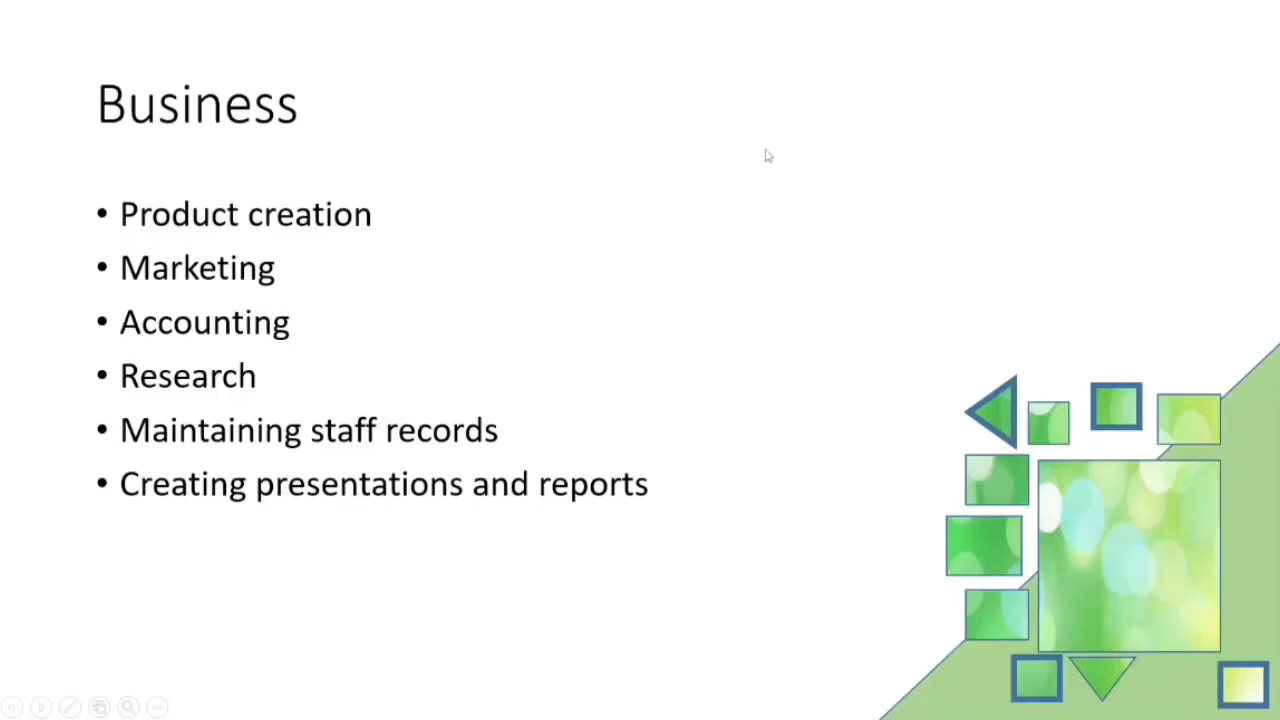 Business
• Product creation
• Marketing
• Accounting
• Research
• Maintaining staff records
• Creating presentations and reports